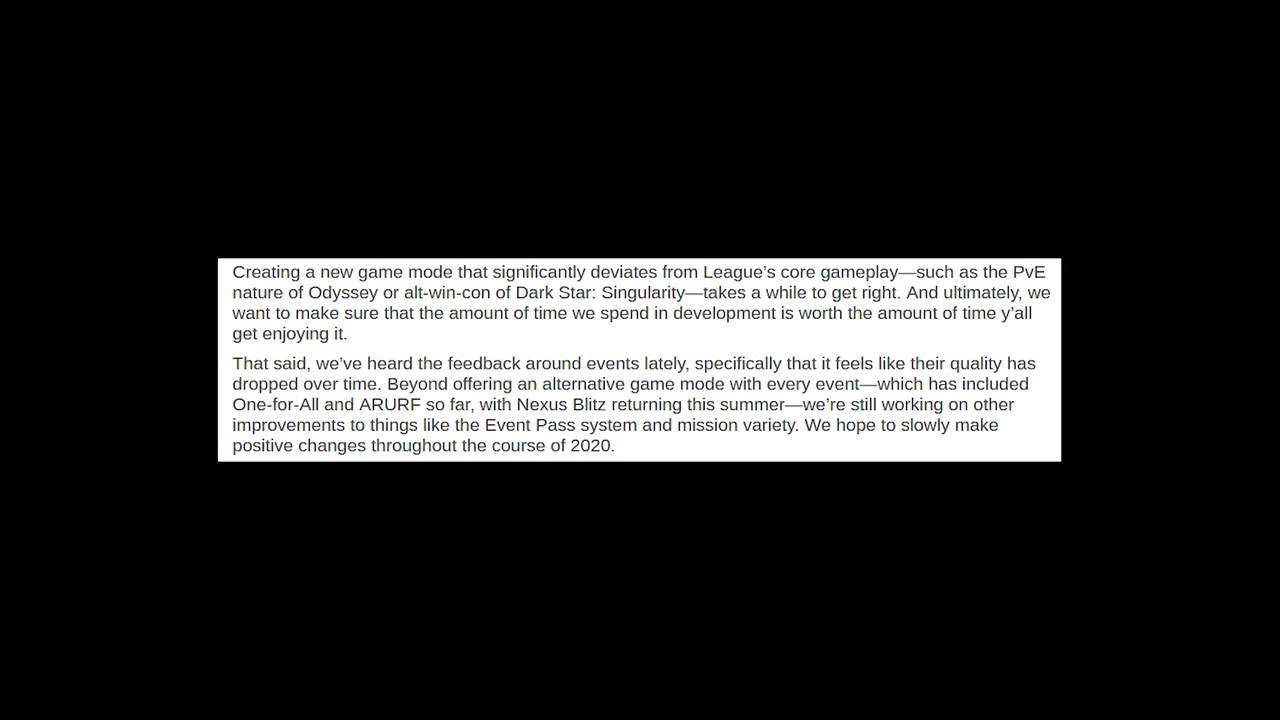 Creating a new game mode that significantly deviates from League’s core gameplay—such as the PvE
nature of Odyssey or alt-win-con of Dark Star: Singularity—takes a while to get right. And ultimately, we
want to make sure that the amount of time we spend in development is worth the amount of time y’all
get enjoying it.
That said, we’ve heard the feedback around events lately, specifically that it feels like their quality has
dropped over time. Beyond offering an alternative game mode with every event—which has included
One-for-All and ARURF so far, with Nexus Blitz returning this summer—we’re still working on other
improvements to things like the Event Pass system and mission variety. We hope to slowly make
positive changes throughout the course of 2020.